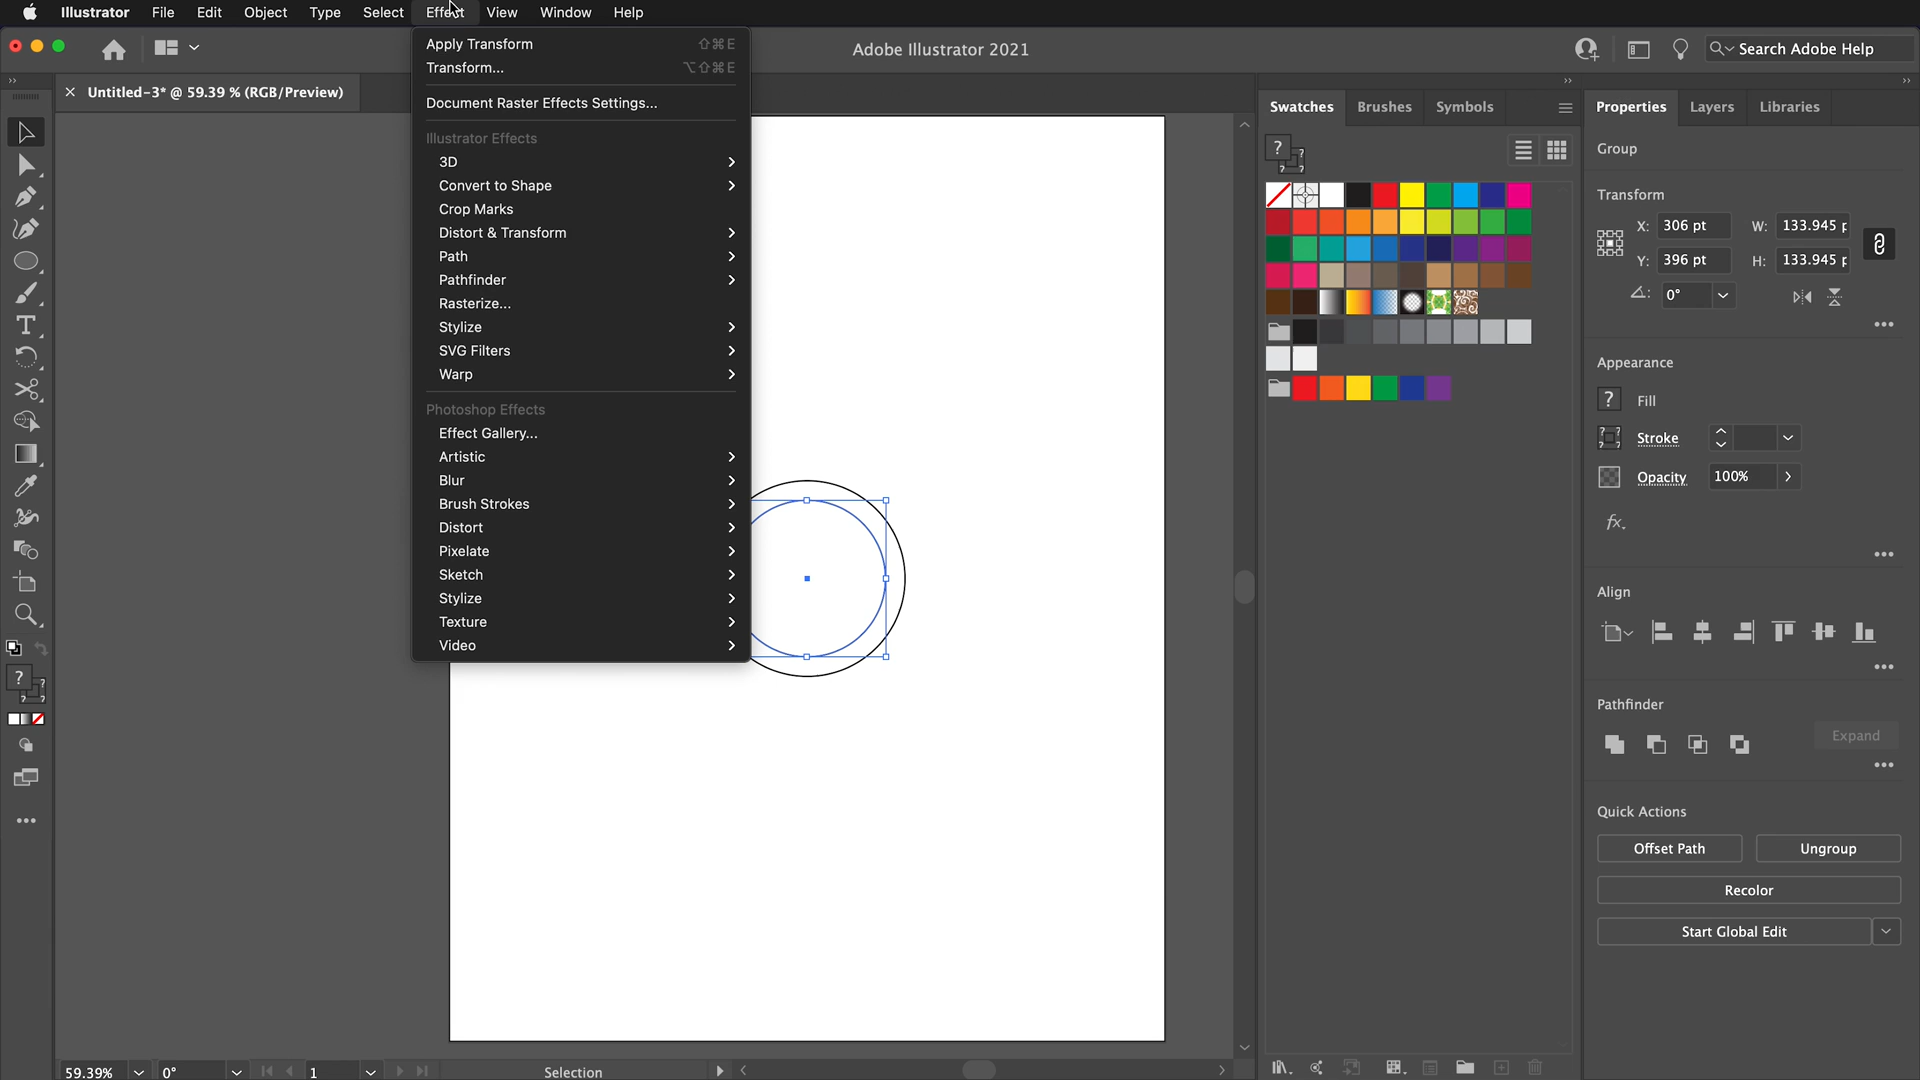 Illustrator File Edit Object Type Select Effect View Window Help
Adobe Illustrator 2021
Search Adobe Help
Untitled-3* @ 59.39 % (RGB/Preview)
Apply Transform ⇧⌘E
Transform... ⌥⇧⌘E
Document Raster Effects Settings...
Illustrator Effects
3D
Convert to Shape
Crop Marks
Distort & Transform
Path
Pathfinder
Rasterize...
Stylize
SVG Filters
Warp
Photoshop Effects
Effect Gallery...
Artistic
Blur
Brush Strokes
Distort
Pixelate
Sketch
Stylize
Texture
Video
Swatches Brushes Symbols
Properties Layers Libraries
Group
Transform
X: 306 pt W: 133.945 p
Y: 396 pt H: 133.945 p
0°
Appearance
Fill
Stroke
Opacity 100%
fx.
Align
Pathfinder
Expand
Quick Actions
Offset Path Ungroup
Recolor
Start Global Edit
59.39% 0° 1 Selection